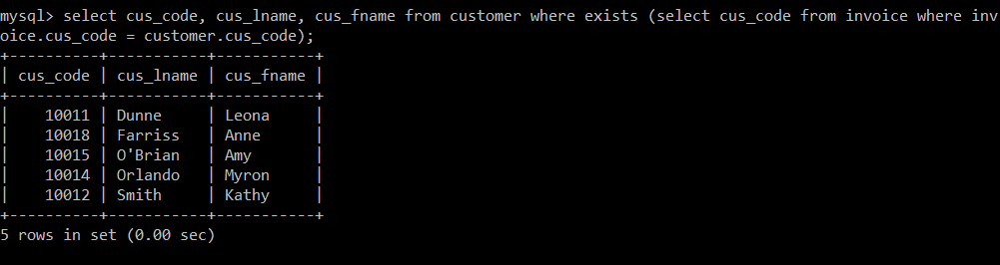 mysql> select cus_code, cus_lname, cus_fname from customer where exists (select cus_code from invoice where inv
oice.cus_code = customer.cus_code);
+----------+-----------+-----------+
| cus_code | cus_lname | cus_fname |
+----------+-----------+-----------+
|    10011 | Dunne     | Leona     |
|    10018 | Farriss   | Anne      |
|    10015 | O'Brian   | Amy       |
|    10014 | Orlando   | Myron     |
|    10012 | Smith     | Kathy     |
+----------+-----------+-----------+
5 rows in set (0.00 sec)